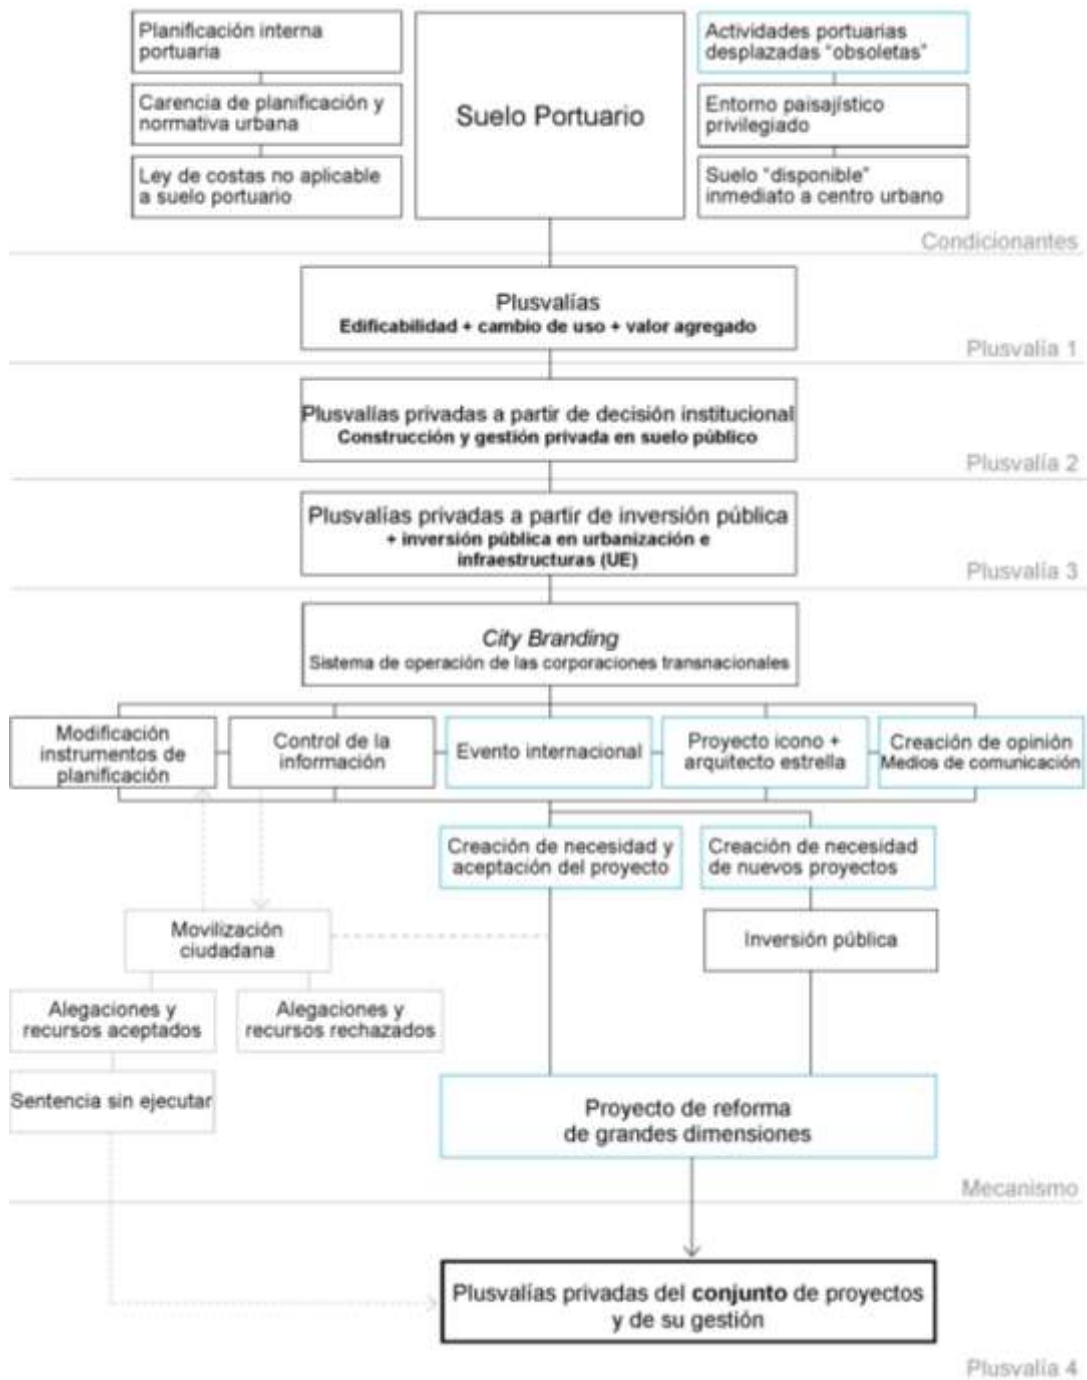 Planificación interna
portuaria
Carencia de planificación y
normativa urbana
Ley de costas no aplicable
a suelo portuario
Suelo Portuario
Actividades portuarias
desplazadas "obsoletas"
Entorno paisajístico
privilegiado
Suelo "disponible"
inmediato a centro urbano
Condicionantes
Plusvalías
Edificabilidad + cambio de uso + valor agregado
Plusvalía 1
Plusvalías privadas a partir de decisión institucional
Construcción y gestión privada en suelo público
Plusvalía 2
Plusvalías privadas a partir de inversión pública
+ inversión pública en urbanización e
infraestructuras (UE)
Plusvalía 3
City Branding
Sistema de operación de las corporaciones transnacionales
Modificación
instrumentos de
planificación
Control de la
información
Evento internacional
Proyecto icono +
arquitecto estrella
Creación de opinión
Medios de comunicación
Creación de necesidad y
aceptación del proyecto
Creación de necesidad
de nuevos proyectos
Movilización
ciudadana
Inversión pública
Alegaciones y
recursos aceptados
Alegaciones y
recursos rechazados
Sentencia sin ejecutar
Proyecto de reforma
de grandes dimensiones
Mecanismo
Plusvalías privadas del conjunto de proyectos
y de su gestión
Plusvalía 4